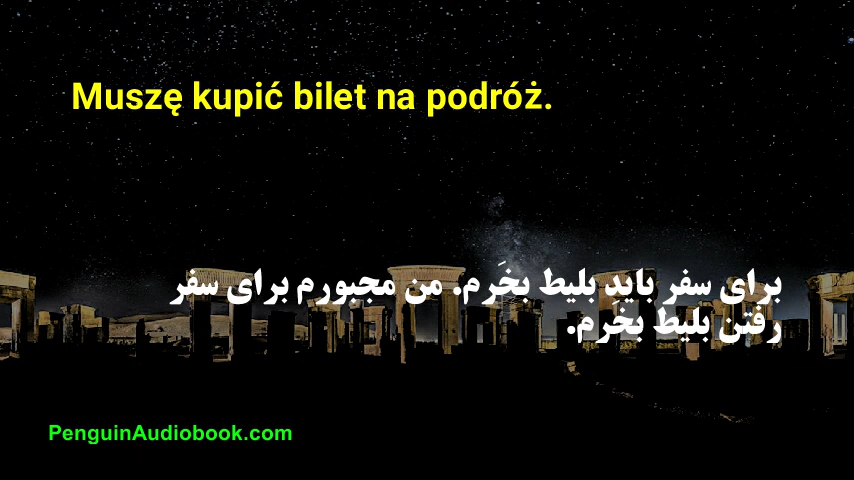 Muszę kupić bilet na podróż.
برای سفر باید بلیط بخَرم. من مجبورم برای سفر
رفتن بلیط بخرم.
PenguinAudiobook.com